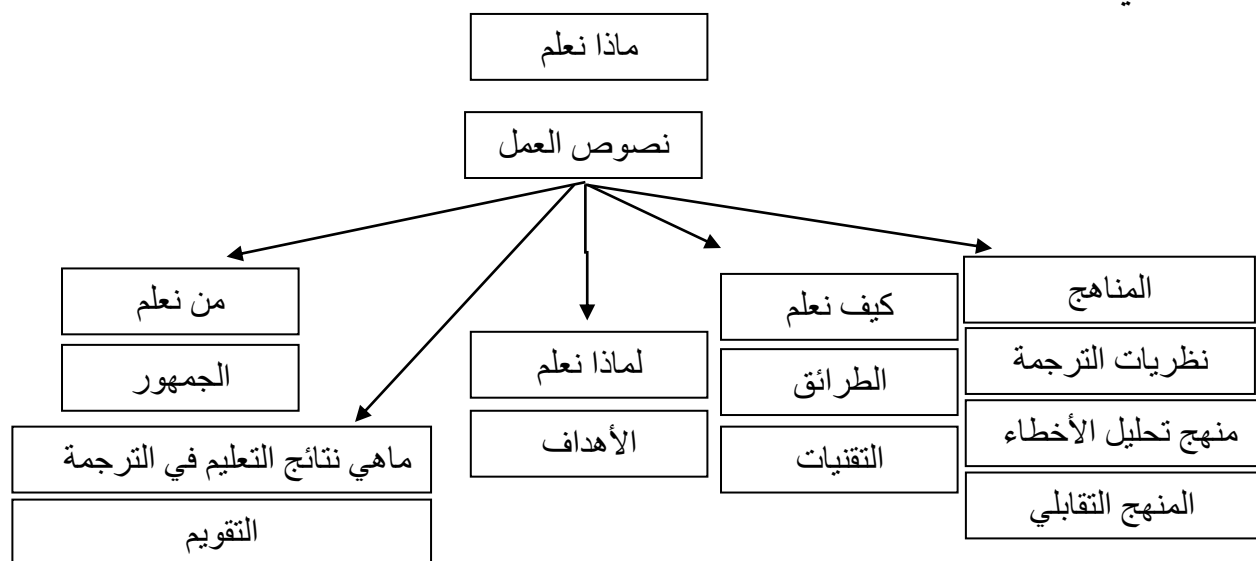 ماذا نعلم
نصوص العمل
المناهج
نظريات الترجمة
منهج تحليل الأخطاء
المنهج التقابلي
كيف نعلم
الطرائق
التقنيات
لماذا نعلم
الأهداف
من نعلم
الجمهور
ماهي نتائج التعليم في الترجمة
التقويم